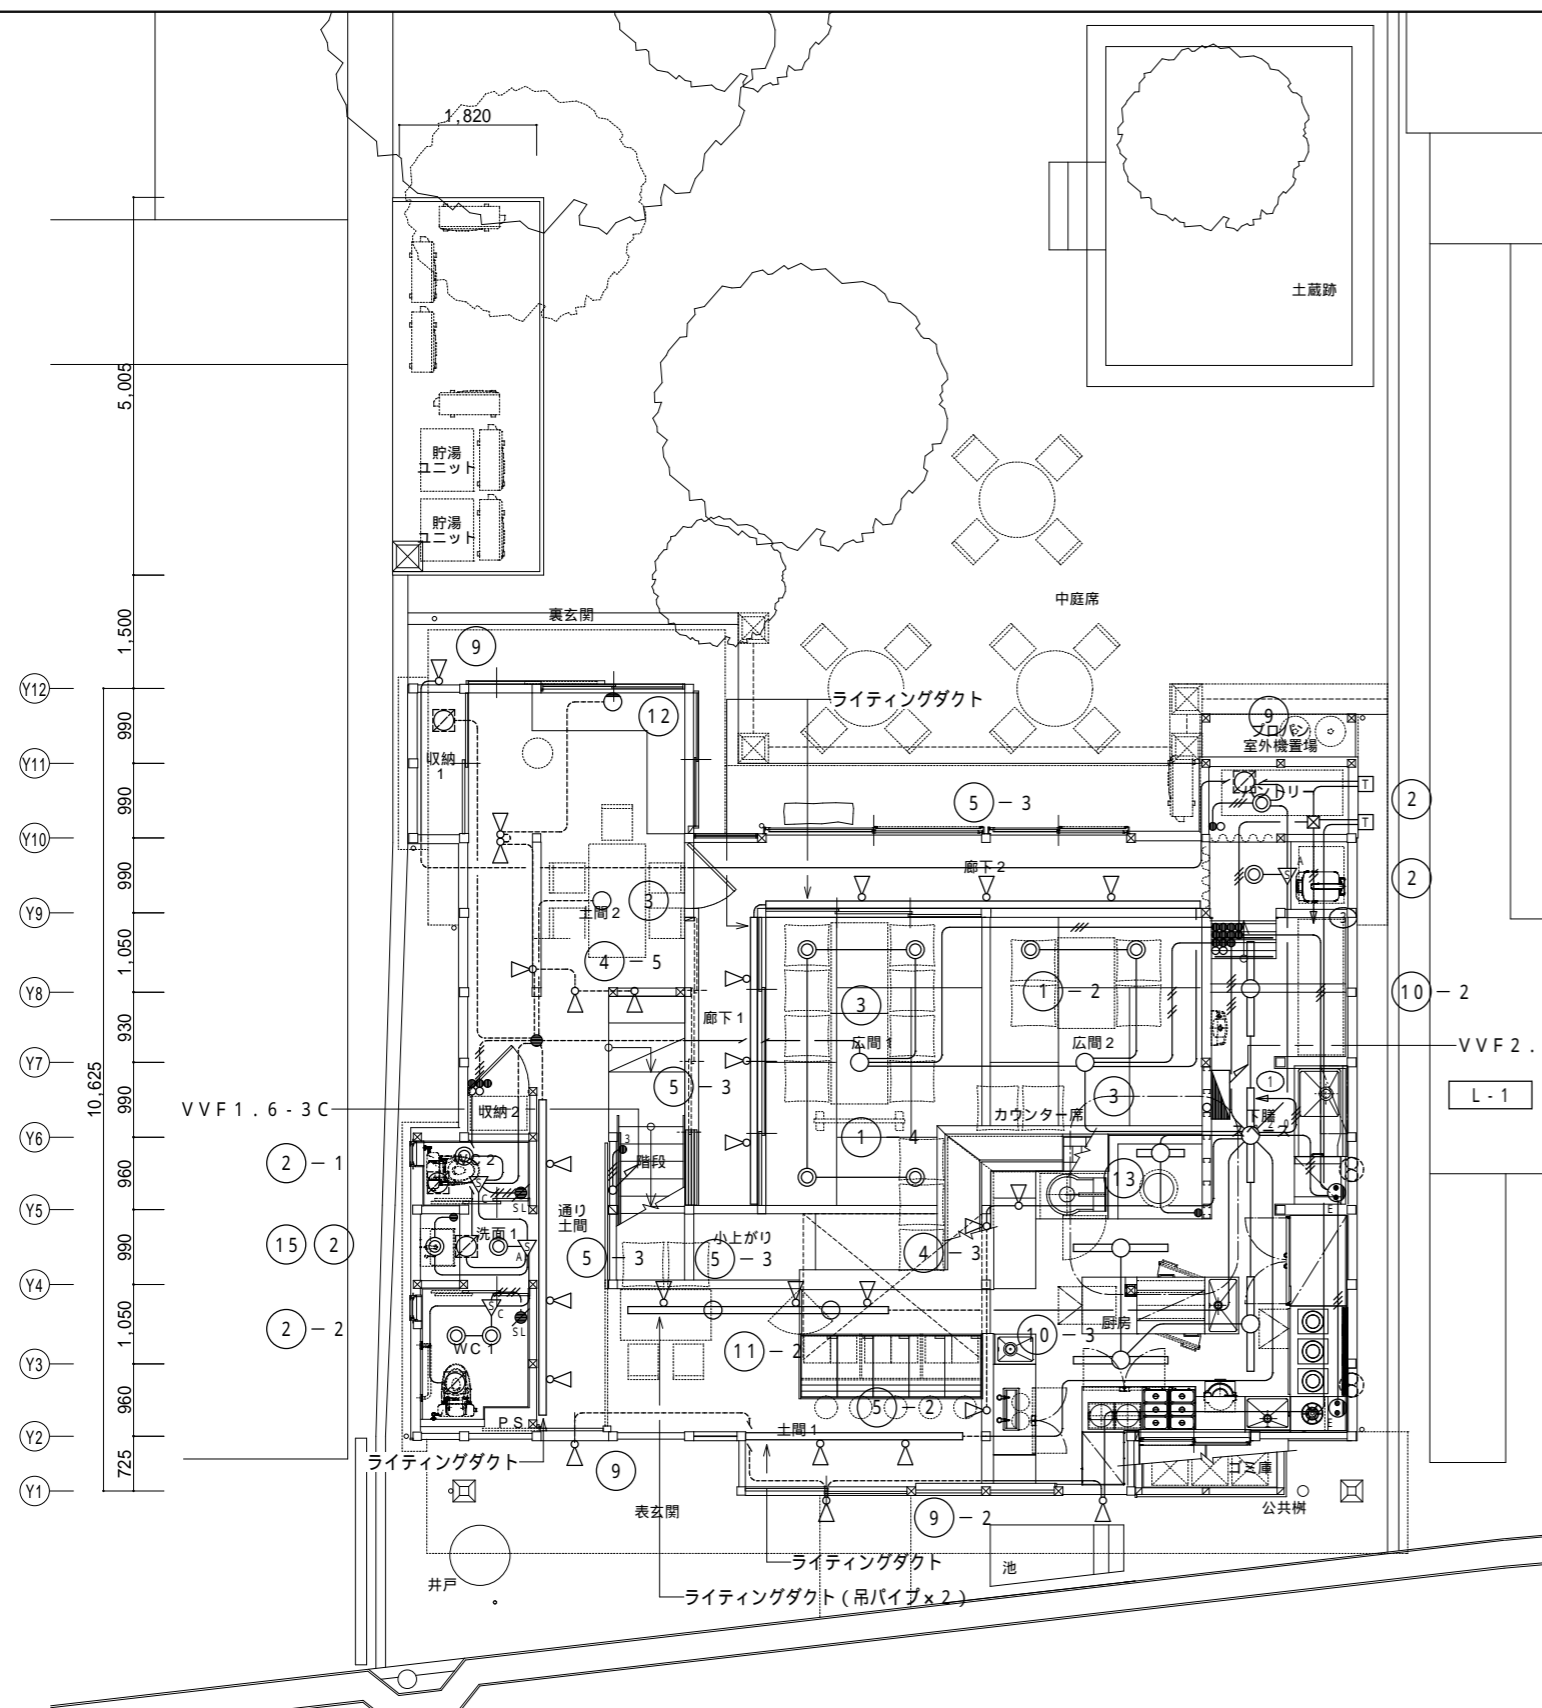 1,820
土蔵跡
5,005
貯湯
ユニット
貯湯
ユニット
中庭席
1,500
裏玄関
9
Y12
ライティングダクト
12
9
プロパン
室外機置場
990
収納
1
Y11
パントリー
T
2
5－3
990
T
Y10
廊下2
990
A
S
2
3
土間2
3
Y9
1,050
4－5
Y8
3
1－2
10－2
930
廊下1
広間1
広間2
Y7
VVF2.
10,625
990
5－3
3
1
L-1
VVF1.6-3C
収納2
カウンター席
下膳
Y6
1－4
3
2－1
WC2
階段
960
S
C
13
SL
Y5
通り
土間
E
15
2
洗面1
S
A
990
5－3
小上がり
5－3
4－3
Y4
1,050
S
C
2－2
SL
厨房
10－3
WC1
11－2
Y3
960
5－2
PS
土間1
E
Y2
ライティングダクト
9
ゴミ庫
725
Y1
表玄関
9－2
公共桝
ライティングダクト
池
井戸
ライティングダクト(吊パイプx2)